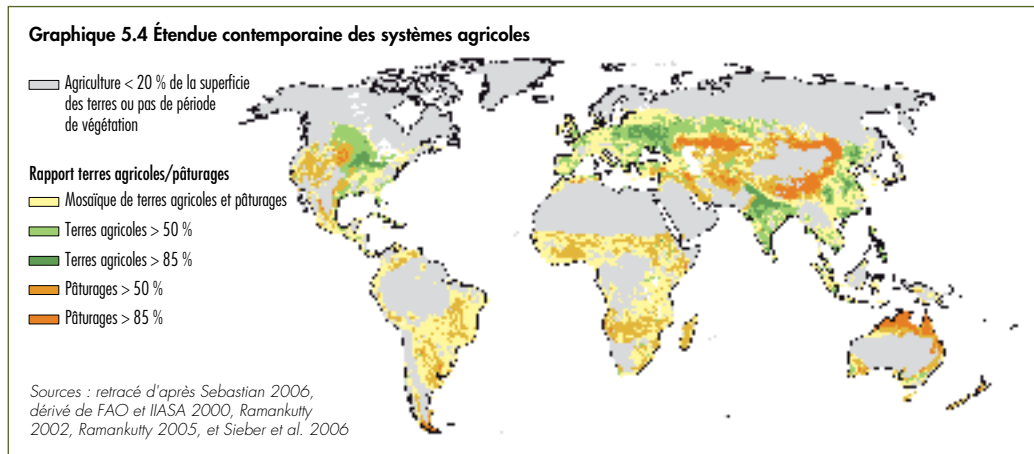 Graphique 5.4 Étendue contemporaine des systèmes agricoles
Agriculture < 20 % de la superficie
des terres ou pas de période
de végétation
Rapport terres agricoles/pâturages
Mosaïque de terres agricoles et pâturages
Terres agricoles > 50 %
Terres agricoles > 85 %
Pâturages > 50 %
Pâturages > 85 %
Sources : retracé d'après Sebastian 2006,
dérivé de FAO et IIASA 2000, Ramankutty
2002, Ramankutty 2005, et Sieber et al. 2006